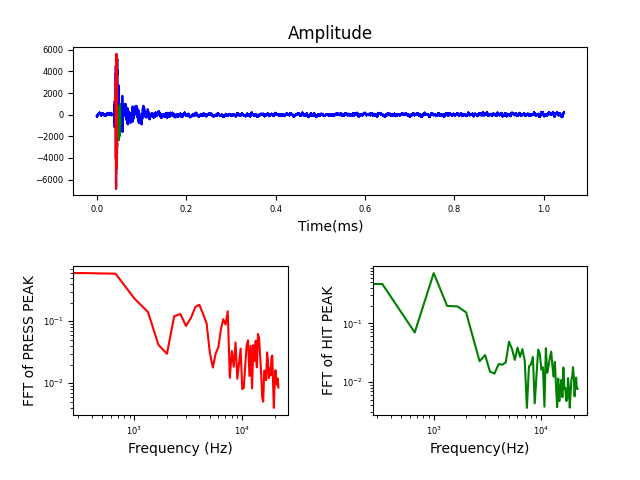 Amplitude
6000
4000
2000
0
−2000
−4000
−6000
0.0 0.2 0.4 0.6 0.8 1.0
Time(ms)
FFT of PRESS PEAK
10⁻¹
10⁻²
10³ 10⁴
Frequency (Hz)
FFT of HIT PEAK
10⁻¹
10⁻²
10³ 10⁴
Frequency(Hz)